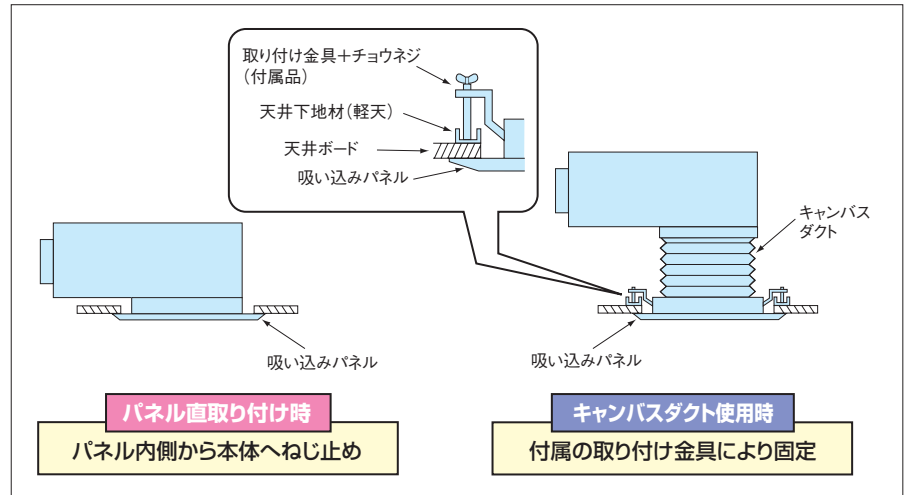 取り付け金具＋チョウネジ
（付属品）
天井下地材（軽天）
天井ボード
吸い込みパネル
キャンバス
ダクト
吸い込みパネル
吸い込みパネル
パネル直取り付け時
パネル内側から本体へねじ止め
キャンバスダクト使用時
付属の取り付け金具により固定